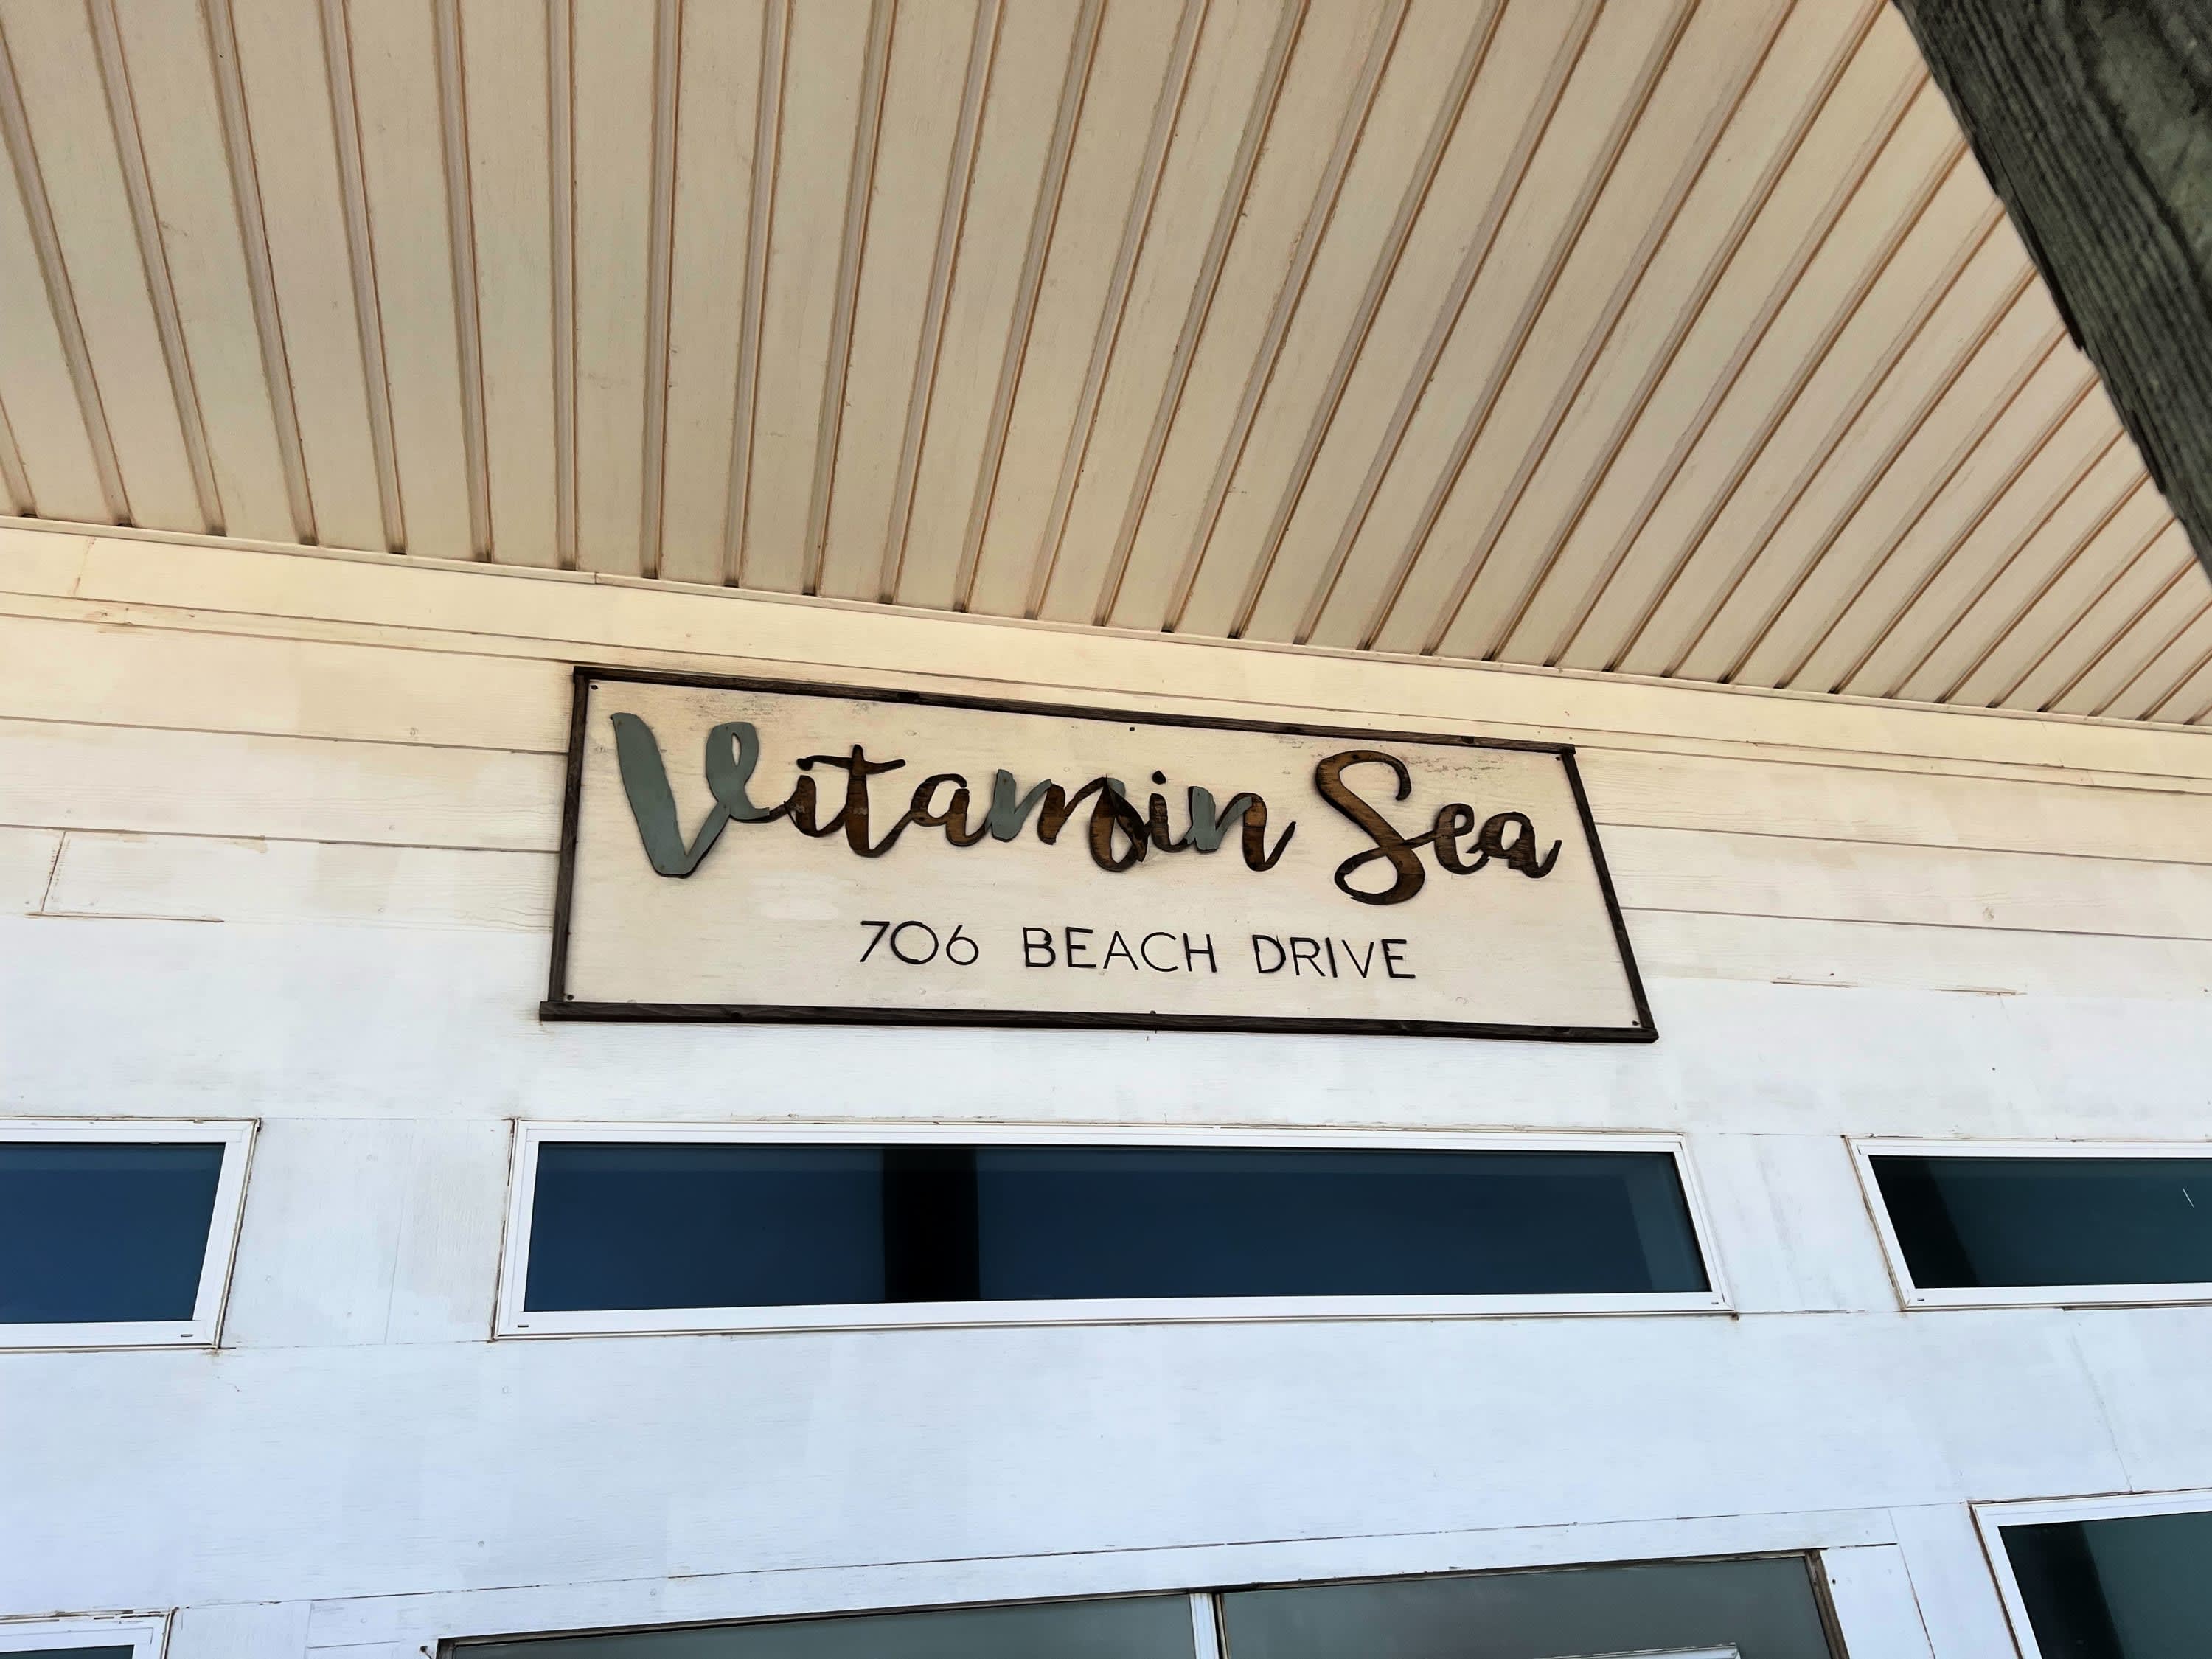 Vitamin Sea
706 BEACH DRIVE